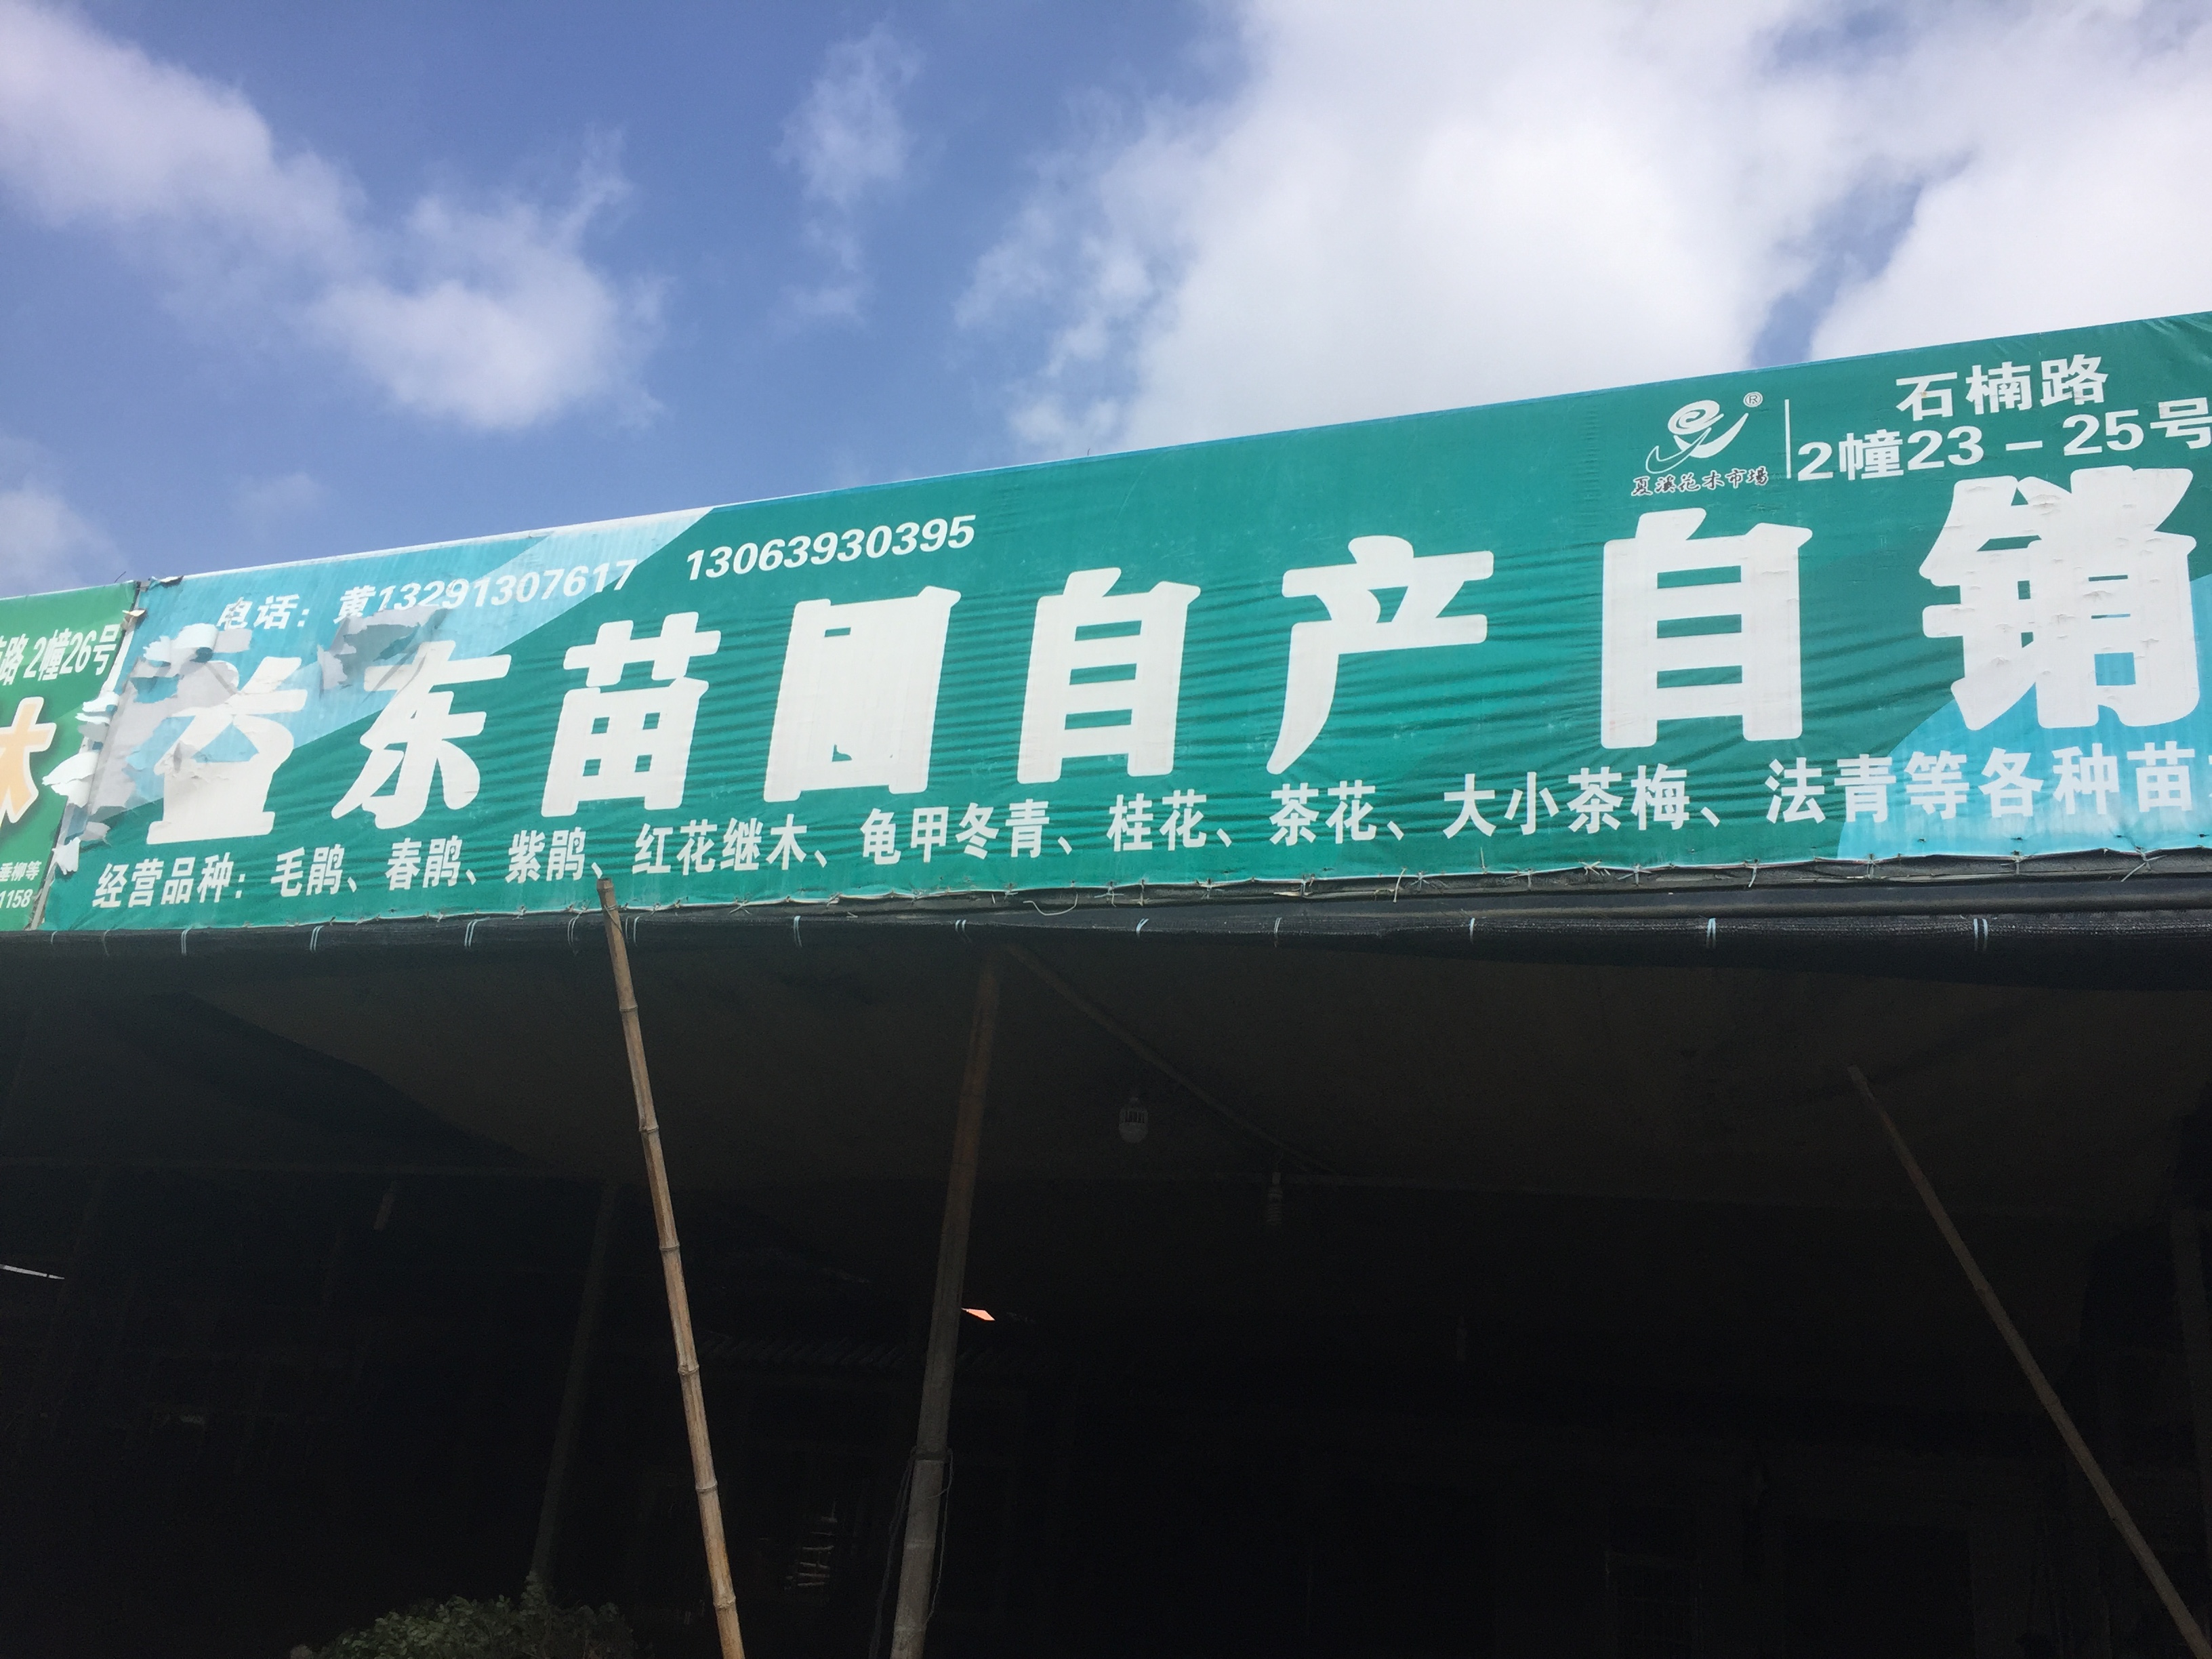 石楠路
2幢23－25号
夏溪花木市場
电话：黄13291307617 13063930395
益东苗圃自产自销
经营品种：毛鹃、春鹃、紫鹃、红花继木、龟甲冬青、桂花、茶花、大小茶梅、法青等各种苗
路 2幢26号
垂柳等
1158